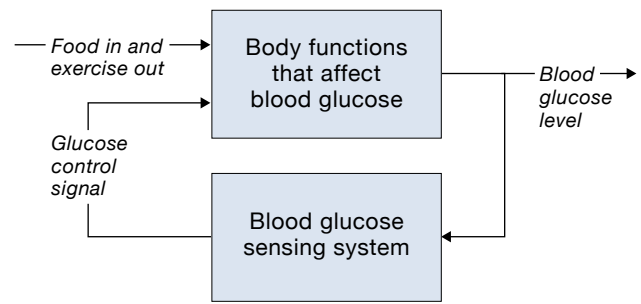 Food in and
exercise out
Body functions
that affect
blood glucose
Blood
glucose
level
Glucose
control
signal
Blood glucose
sensing system